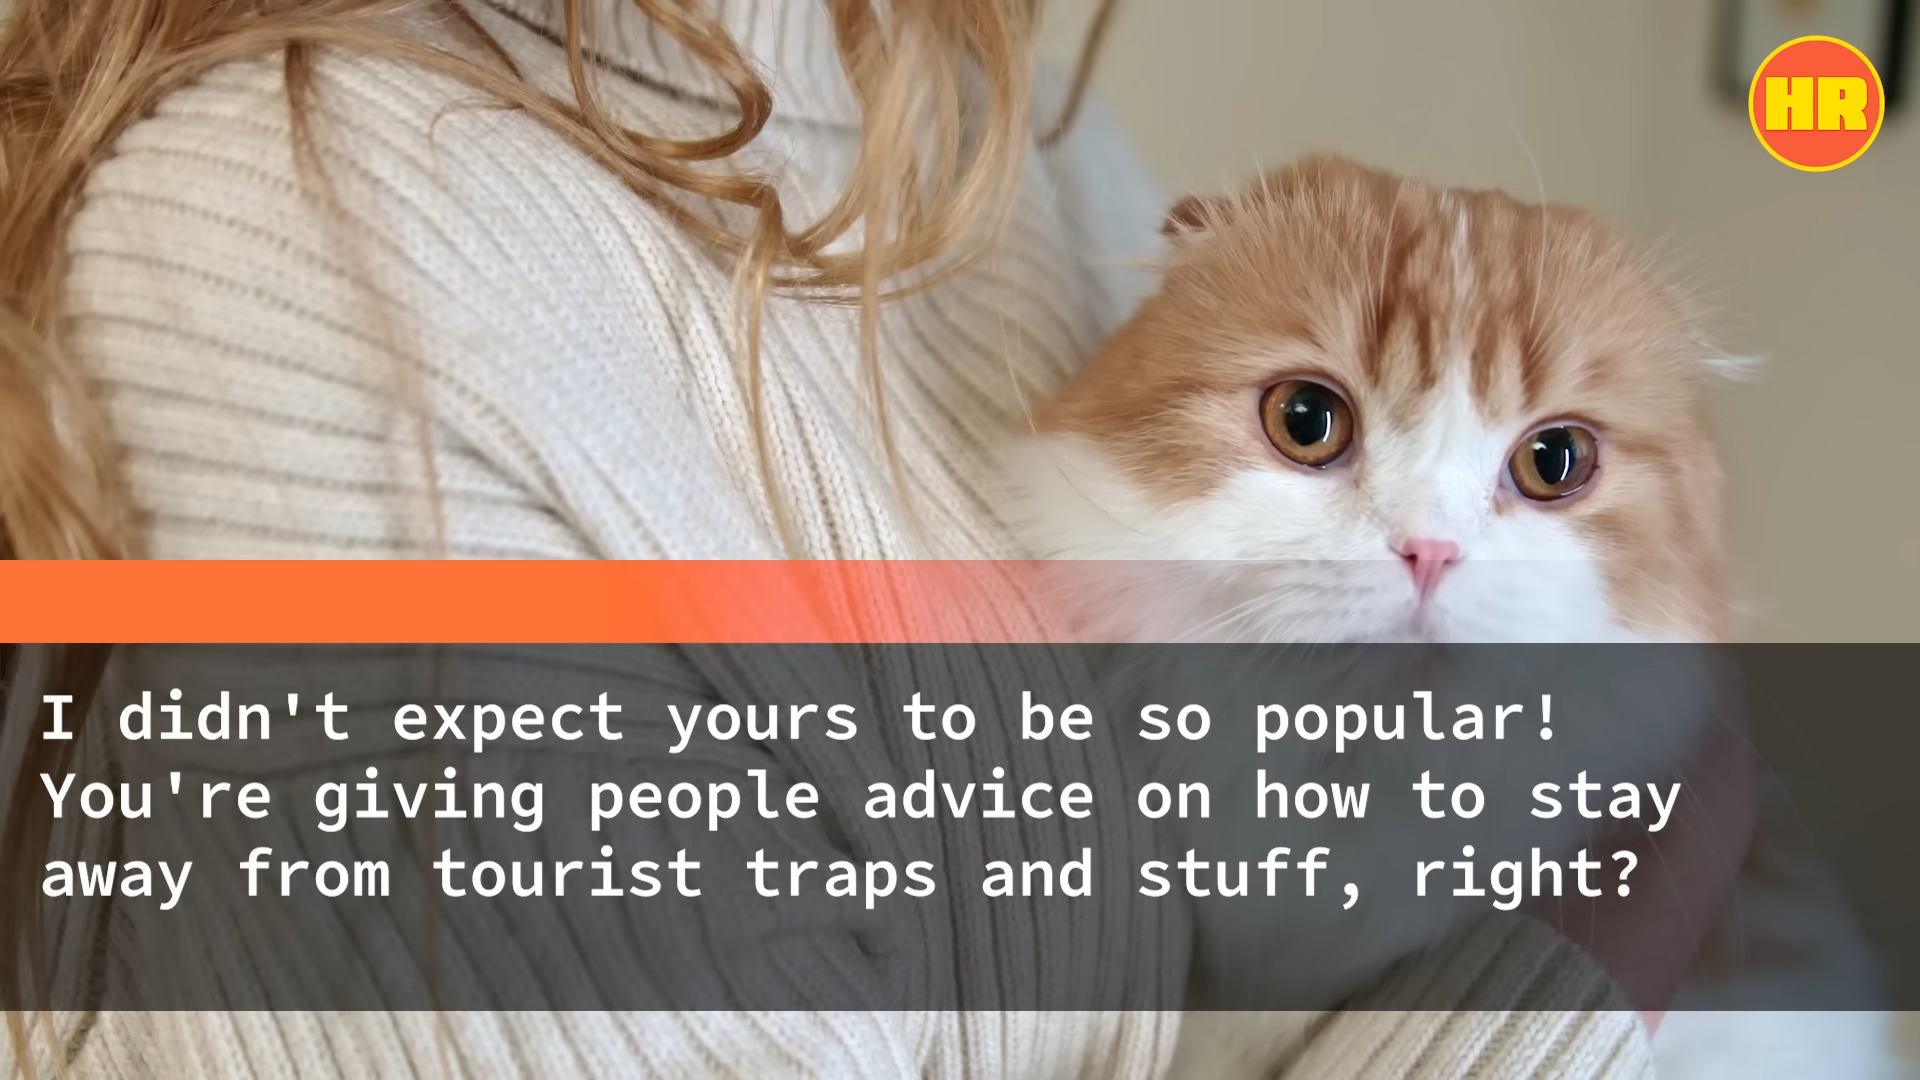 HR
I didn't expect yours to be so popular!
You're giving people advice on how to stay
away from tourist traps and stuff, right?